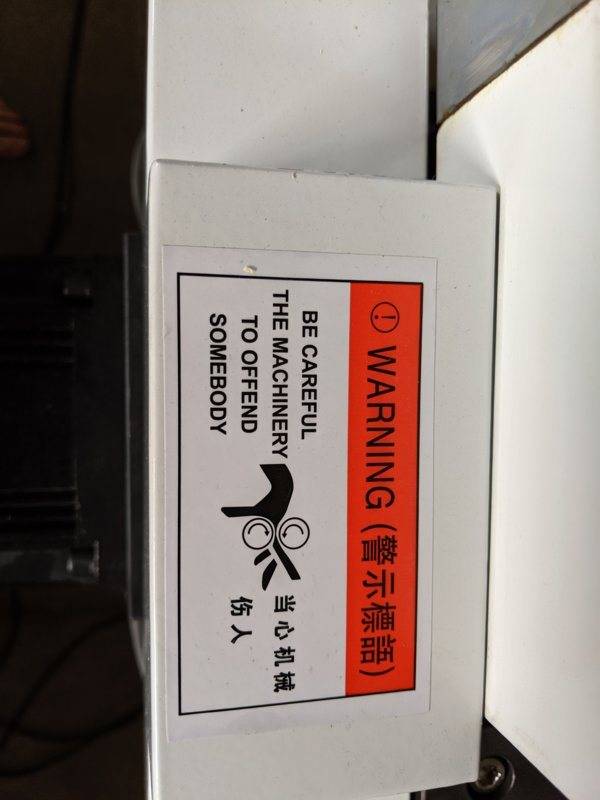 WARNING (警示標語)
BE CAREFUL
THE MACHINERY
TO OFFEND
SOMEBODY
当心机械
伤人